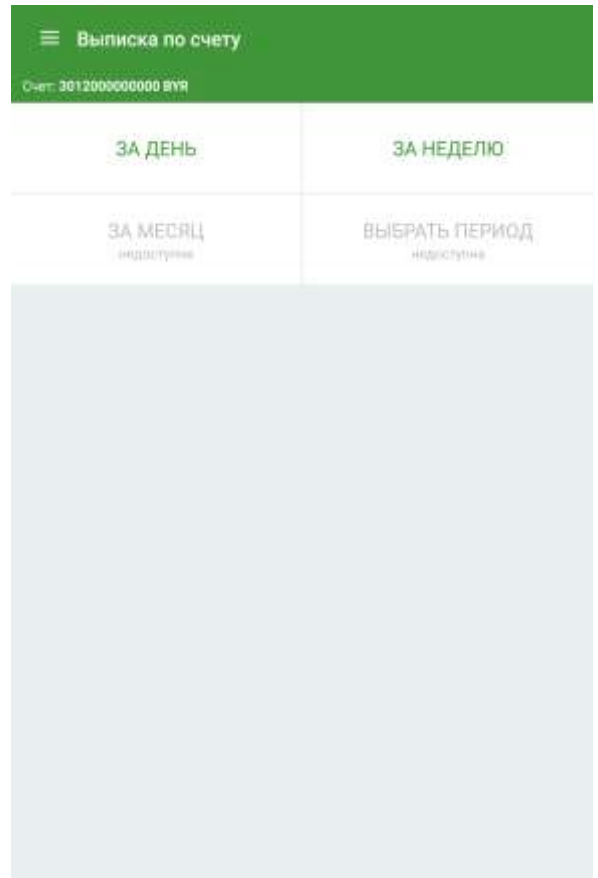 Выписка по счету
Счет: 3012000000000 BYR
ЗА ДЕНЬ
ЗА НЕДЕЛЮ
ЗА МЕСЯЦ
недоступна
ВЫБРАТЬ ПЕРИОД
недоступна